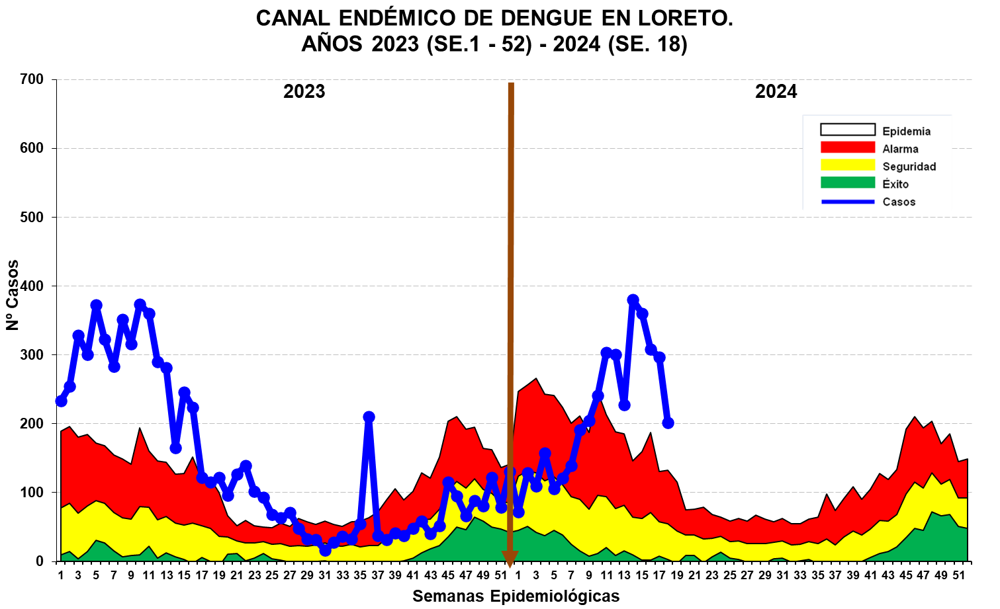 CANAL ENDÉMICO DE DENGUE EN LORETO.
AÑOS 2023 (SE.1 - 52) - 2024 (SE. 18)
2023
2024
Epidemia
Alarma
Seguridad
Éxito
Casos
Nº Casos
700
600
500
400
300
200
100
0
1 3 5 7 9 11 13 15 17 19 21 23 25 27 29 31 33 35 37 39 41 43 45 47 49 51 1 3 5 7 9 11 13 15 17 19 21 23 25 27 29 31 33 35 37 39 41 43 45 47 49 51
Semanas Epidemiológicas